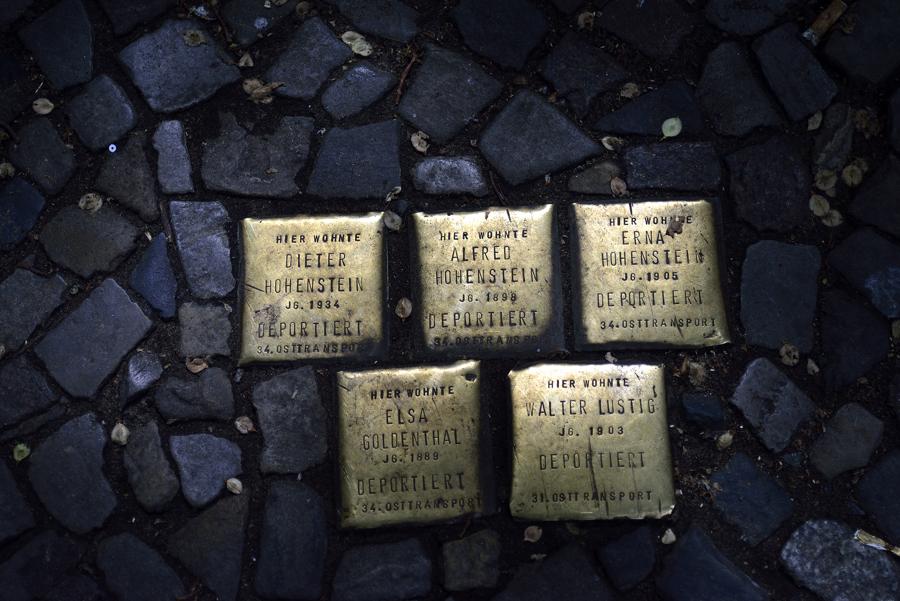 HIER WOHNTE
DIETER
HOHENSTEIN
JG. 1934
DEPORTIERT
34. OSTTRANSPORT
HIER WOHNTE
ALFRED
HOHENSTEIN
JG. 1898
DEPORTIERT
34. OSTTRANSPORT
HIER WOHNTE
ERNA
HOHENSTEIN
JG. 1905
DEPORTIERT
34. OSTTRANSPORT
HIER WOHNTE
ELSA
GOLDENTHAL
JG. 1889
DEPORTIERT
34. OSTTRANSPORT
HIER WOHNTE
WALTER LUSTIG
JG. 1903
DEPORTIERT
31. OSTTRANSPORT